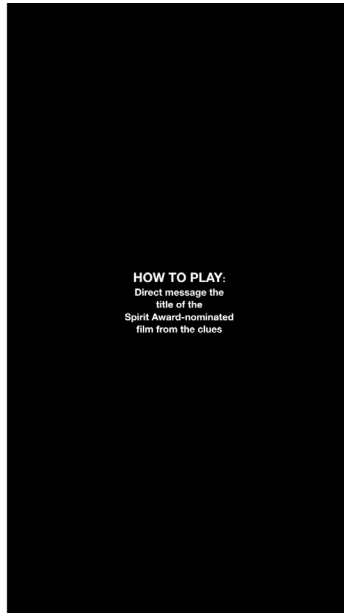 HOW TO PLAY:
Direct message the
title of the
Spirit Award-nominated
film from the clues